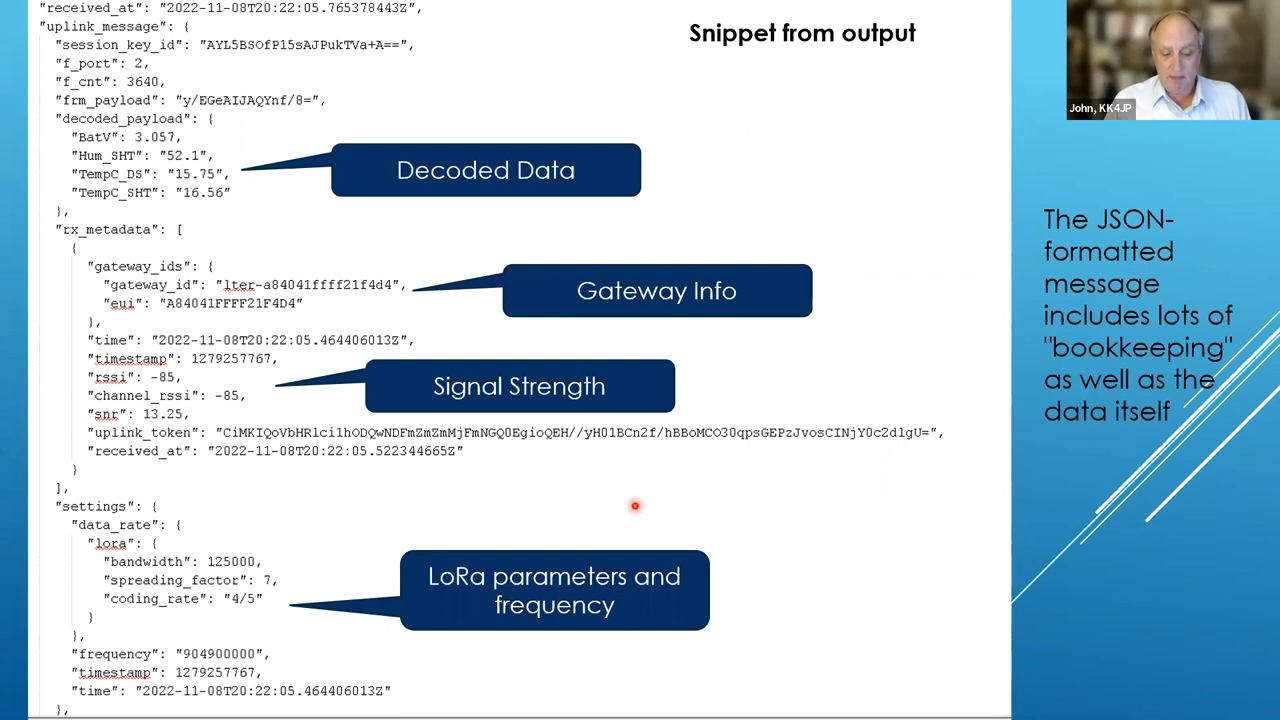 "received_at": "2022-11-08T20:22:05.765378443Z",
"uplink_message": {
"session_key_id": "AYL5BSOfP15sAJPukTVa+A==",
"f_port": 2,
"f_cnt": 3640,
"frm_payload": "y/EGeAIJAQYnf/8=",
"decoded_payload": {
"BatV": 3.057,
"Hum_SHT": "52.1",
"TempC_DS": "15.75",
"TempC_SHT": "16.56"
},
"rx_metadata": [
{
"gateway_ids": {
"gateway_id": "lter-a84041ffff21f4d4",
"eui": "A84041FFFF21F4D4"
},
"time": "2022-11-08T20:22:05.464406013Z",
"timestamp": 1279257767,
"rssi": -85,
"channel_rssi": -85,
"snr": 13.25,
"uplink_token": "CiMKIQoVbHRlci1hODQwNDFmZmZmMjFmNGQ0EgioQEH//yH01BCn2f/hBBoMCO30qpsGEPzJvosCINjY0c2dlgU=",
"received_at": "2022-11-08T20:22:05.522344665Z"
}
],
"settings": {
"data_rate": {
"lora": {
"bandwidth": 125000,
"spreading_factor": 7,
"coding_rate": "4/5"
}
},
"frequency": "904900000",
"timestamp": 1279257767,
"time": "2022-11-08T20:22:05.464406013Z"
},
Snippet from output
Decoded Data
Gateway Info
Signal Strength
LoRa parameters and
frequency
John, KK4JP
The JSON-
formatted
message
includes lots of
"bookkeeping"
as well as the
data itself